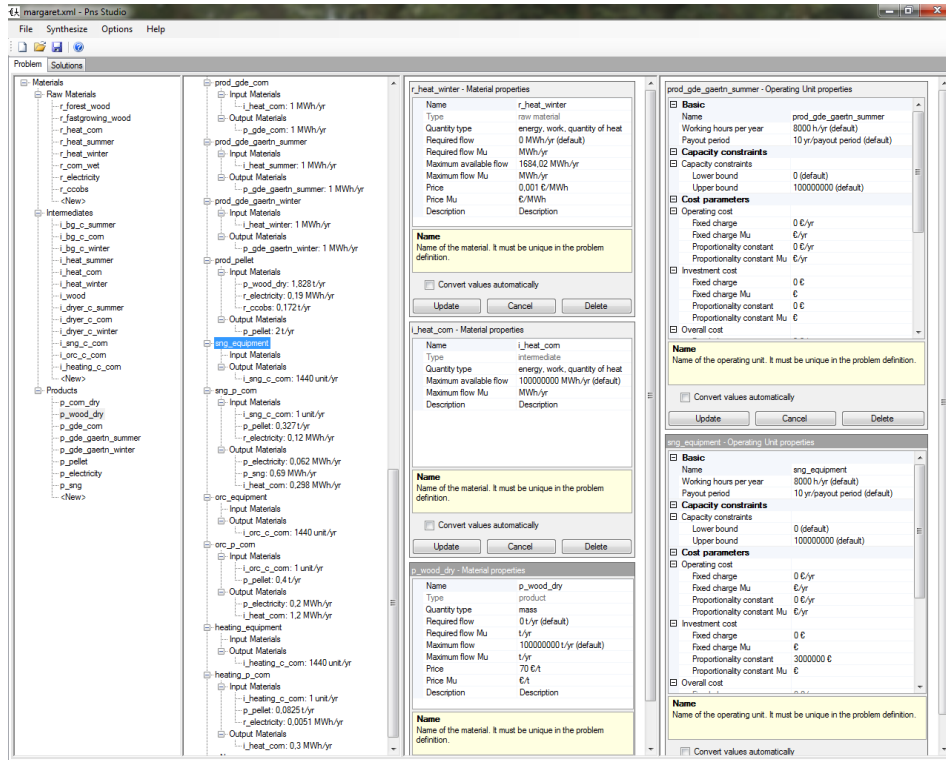 margaret.xml - Pns Studio
File Synthesize Options Help
Problem Solutions
Materials
Raw Materials
r_forest_wood
r_fastgrowing_wood
r_heat_corn
r_heat_summer
r_heat_winter
r_corn_wet
r_electricity
r_ccobs
<New>
Intermediates
i_bg_c_summer
i_bg_c_corn
i_bg_c_winter
i_heat_summer
i_heat_corn
i_heat_winter
i_wood
i_dryer_c_summer
i_dryer_c_corn
i_dryer_c_winter
i_sng_c_corn
i_orc_c_corn
i_heating_c_corn
<New>
Products
p_corn_dry
p_wood_dry
p_gde_corn
p_gde_gaertn_summer
p_gde_gaertn_winter
p_pellet
p_electricity
p_sng
<New>
prod_gde_corn
Input Materials
i_heat_corn: 1 MWh/yr
Output Materials
p_gde_corn: 1 MWh/yr
prod_gde_gaertn_summer
Input Materials
i_heat_summer: 1 MWh/yr
Output Materials
p_gde_gaertn_summer: 1 MWh/yr
prod_gde_gaertn_winter
Input Materials
i_heat_winter: 1 MWh/yr
Output Materials
p_gde_gaertn_winter: 1 MWh/yr
prod_pellet
Input Materials
p_wood_dry: 1,828 t/yr
r_electricity: 0,19 MWh/yr
r_ccobs: 0,172 t/yr
Output Materials
p_pellet: 2 t/yr
sng_equipment
Input Materials
Output Materials
i_sng_c_corn: 1440 unit/yr
sng_p_corn
Input Materials
i_sng_c_corn: 1 unit/yr
p_pellet: 0,327 t/yr
r_electricity: 0,12 MWh/yr
Output Materials
p_electricity: 0,062 MWh/yr
p_sng: 0,69 MWh/yr
i_heat_corn: 0,298 MWh/yr
orc_equipment
Input Materials
Output Materials
i_orc_c_corn: 1440 unit/yr
orc_p_corn
Input Materials
i_orc_c_corn: 1 unit/yr
p_pellet: 0,4 t/yr
Output Materials
p_electricity: 0,2 MWh/yr
i_heat_corn: 1,2 MWh/yr
heating_equipment
Input Materials
Output Materials
i_heating_c_corn: 1440 unit/yr
heating_p_corn
Input Materials
i_heating_c_corn: 1 unit/yr
p_pellet: 0,0825 t/yr
r_electricity: 0,0051 MWh/yr
Output Materials
i_heat_corn: 0,3 MWh/yr
r_heat_winter - Material properties
Name r_heat_winter
Type raw material
Quantity type energy, work, quantity of heat
Required flow 0 MWh/yr (default)
Required flow Mu MWh/yr
Maximum available flow 1684,02 MWh/yr
Maximum flow Mu MWh/yr
Price 0,001 €/MWh
Price Mu €/MWh
Description Description
Name
Name of the material. It must be unique in the problem
definition.
Convert values automatically
Update Cancel Delete
i_heat_corn - Material properties
Name i_heat_corn
Type intermediate
Quantity type energy, work, quantity of heat
Maximum available flow 100000000 MWh/yr (default)
Maximum flow Mu MWh/yr
Description Description
Name
Name of the material. It must be unique in the problem
definition.
Convert values automatically
Update Cancel Delete
p_wood_dry - Material properties
Name p_wood_dry
Type product
Quantity type mass
Required flow 0 t/yr (default)
Required flow Mu t/yr
Maximum flow 100000000 t/yr (default)
Maximum flow Mu t/yr
Price 70 €/t
Price Mu €/t
Description Description
Name
Name of the material. It must be unique in the problem
definition.
prod_gde_gaertn_summer - Operating Unit properties
Basic
Name prod_gde_gaertn_summer
Working hours per year 8000 h/yr (default)
Payout period 10 yr/payout period (default)
Capacity constraints
Capacity constraints
Lower bound 0 (default)
Upper bound 100000000 (default)
Cost parameters
Operating cost
Fixed charge 0 €/yr
Fixed charge Mu €/yr
Proportionality constant 0 €/yr
Proportionality constant Mu €/yr
Investment cost
Fixed charge 0 €
Fixed charge Mu €
Proportionality constant 0 €
Proportionality constant Mu €
Overall cost
Name
Name of the operating unit. It must be unique in the problem definition.
Convert values automatically
Update Cancel Delete
sng_equipment - Operating Unit properties
Basic
Name sng_equipment
Working hours per year 8000 h/yr (default)
Payout period 10 yr/payout period (default)
Capacity constraints
Capacity constraints
Lower bound 0 (default)
Upper bound 100000000 (default)
Cost parameters
Operating cost
Fixed charge 0 €/yr
Fixed charge Mu €/yr
Proportionality constant 0 €/yr
Proportionality constant Mu €/yr
Investment cost
Fixed charge 0 €
Fixed charge Mu €
Proportionality constant 3000000 €
Proportionality constant Mu €
Overall cost
Name
Name of the operating unit. It must be unique in the problem definition.
Convert values automatically